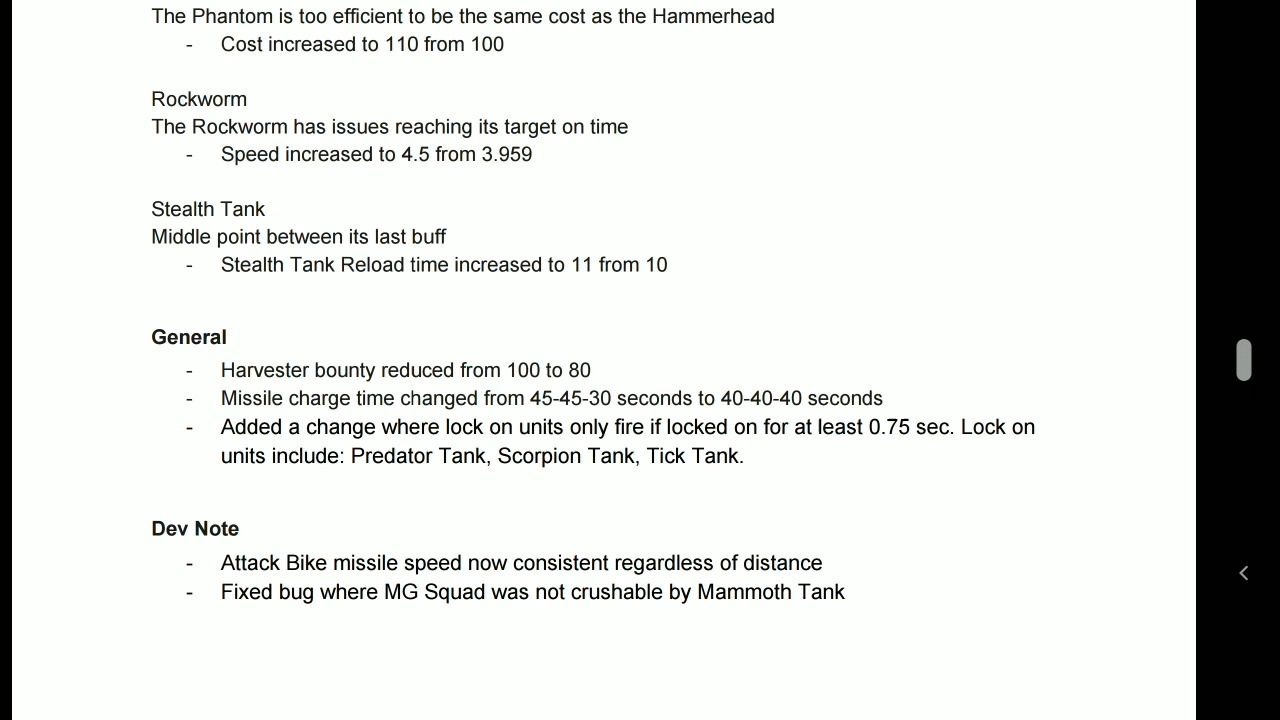 The Phantom is too efficient to be the same cost as the Hammerhead
- Cost increased to 110 from 100
Rockworm
The Rockworm has issues reaching its target on time
- Speed increased to 4.5 from 3.959
Stealth Tank
Middle point between its last buff
- Stealth Tank Reload time increased to 11 from 10
General
- Harvester bounty reduced from 100 to 80
- Missile charge time changed from 45-45-30 seconds to 40-40-40 seconds
- Added a change where lock on units only fire if locked on for at least 0.75 sec. Lock on
units include: Predator Tank, Scorpion Tank, Tick Tank.
Dev Note
- Attack Bike missile speed now consistent regardless of distance
- Fixed bug where MG Squad was not crushable by Mammoth Tank